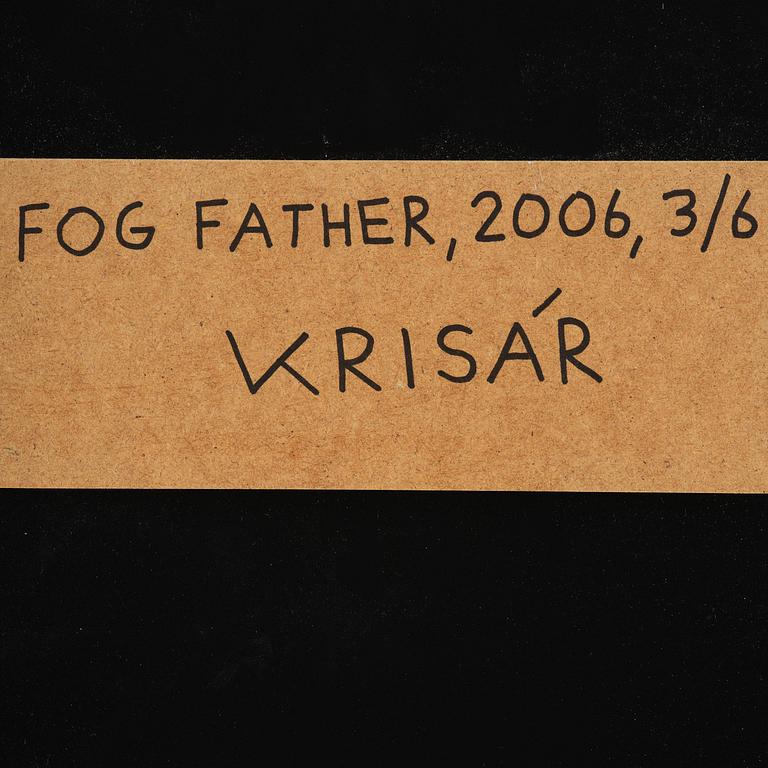 FOG FATHER, 2006, 3/6
KRISÁR